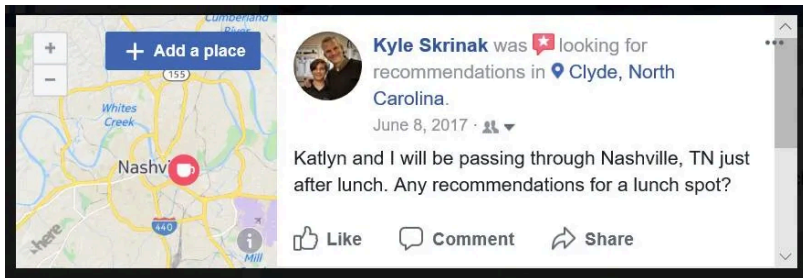 Cumberland
River
+ Add a place
+
−
155
Whites
Creek
Nashv
440
here
i
Mill
Kyle Skrinak was looking for
recommendations in Clyde, North
Carolina.
June 8, 2017 ·
Katlyn and I will be passing through Nashville, TN just
after lunch. Any recommendations for a lunch spot?
Like
Comment
Share